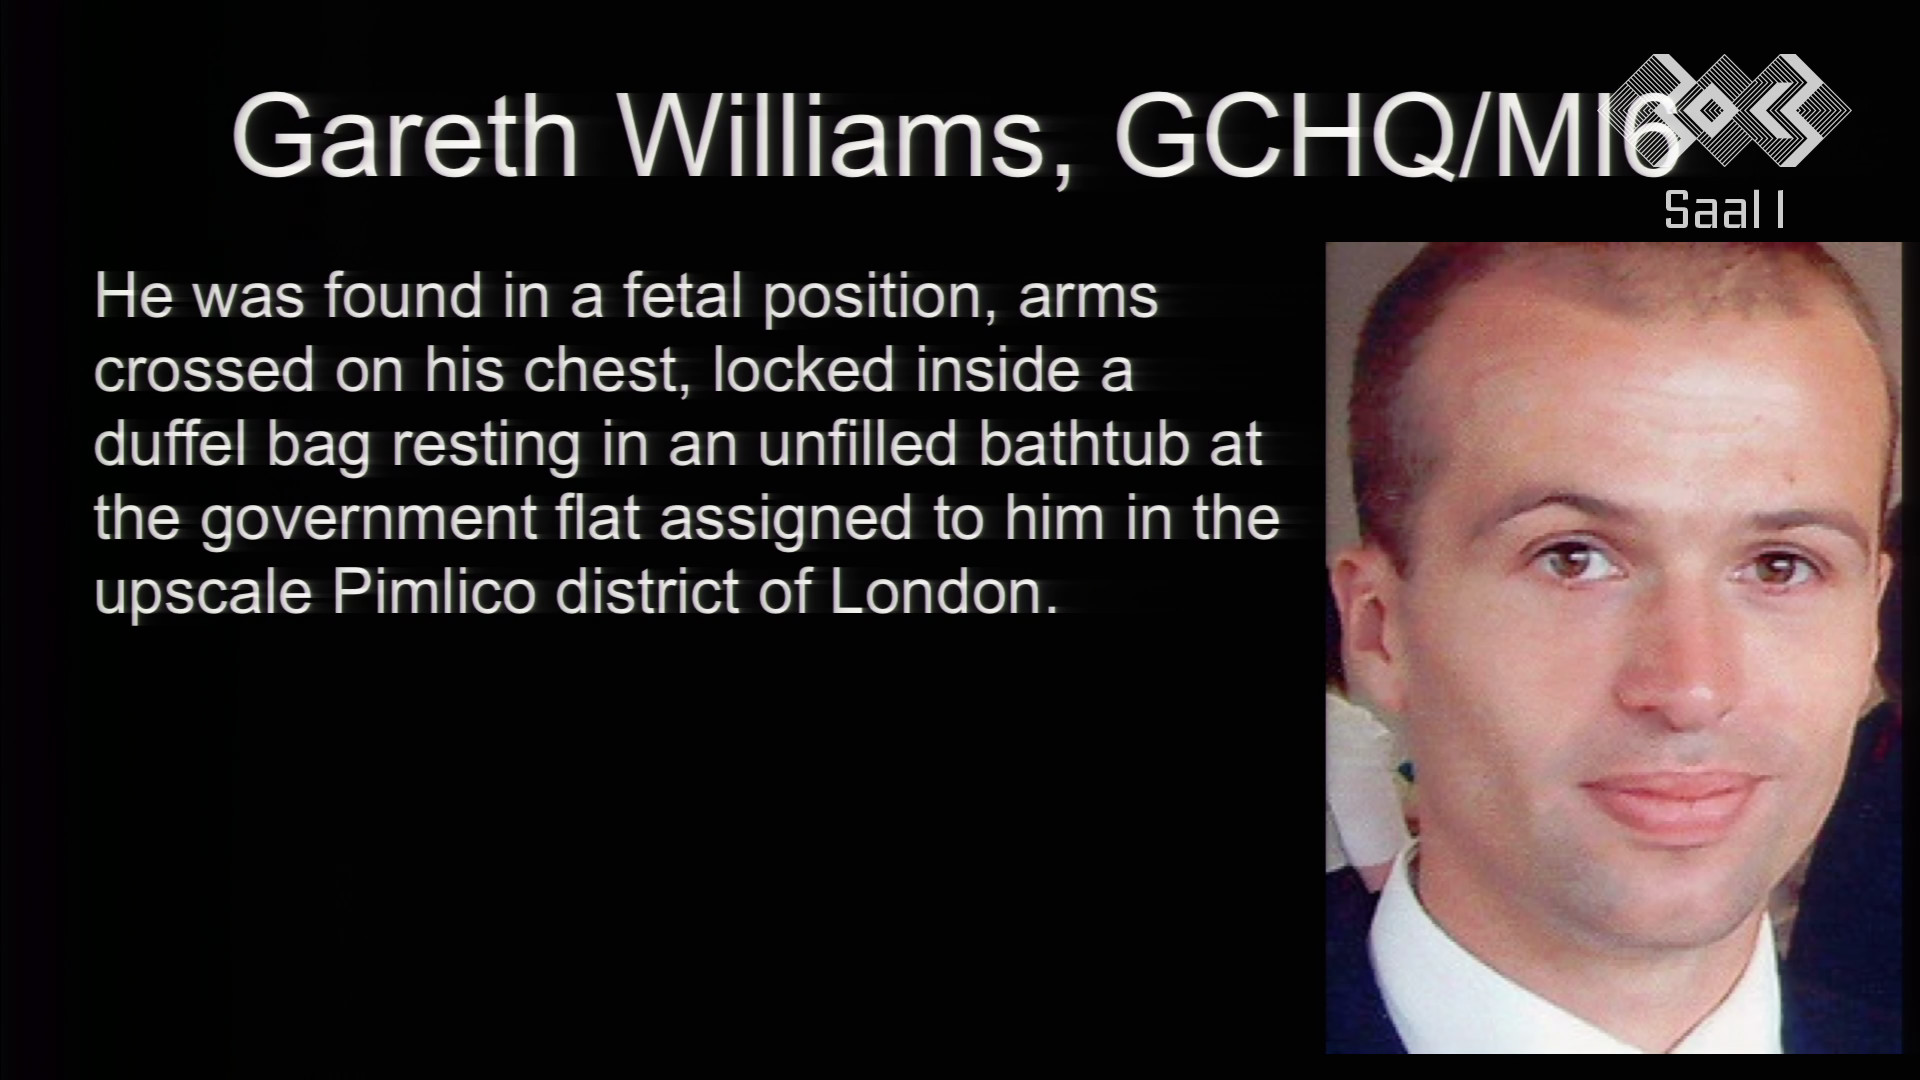 Gareth Williams, GCHQ/MI6
30C3
Saal 1
He was found in a fetal position, arms
crossed on his chest, locked inside a
duffel bag resting in an unfilled bathtub at
the government flat assigned to him in the
upscale Pimlico district of London.